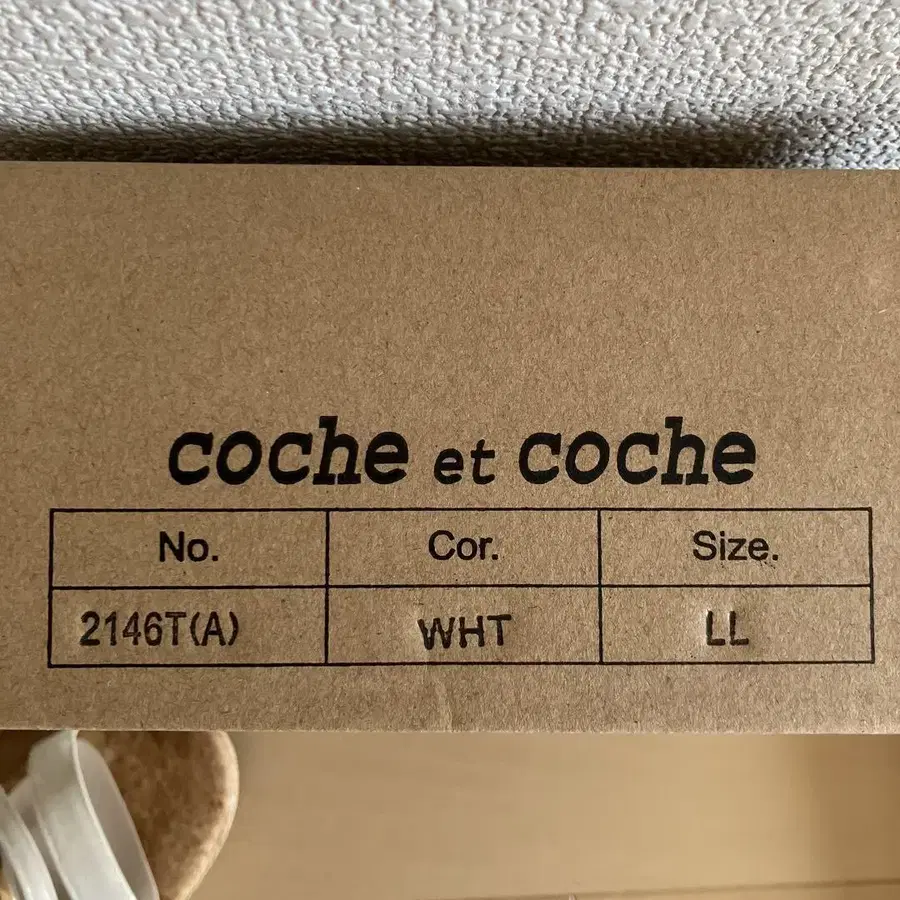 coche et coche
No. Cor. Size.
2146T(A) WHT LL